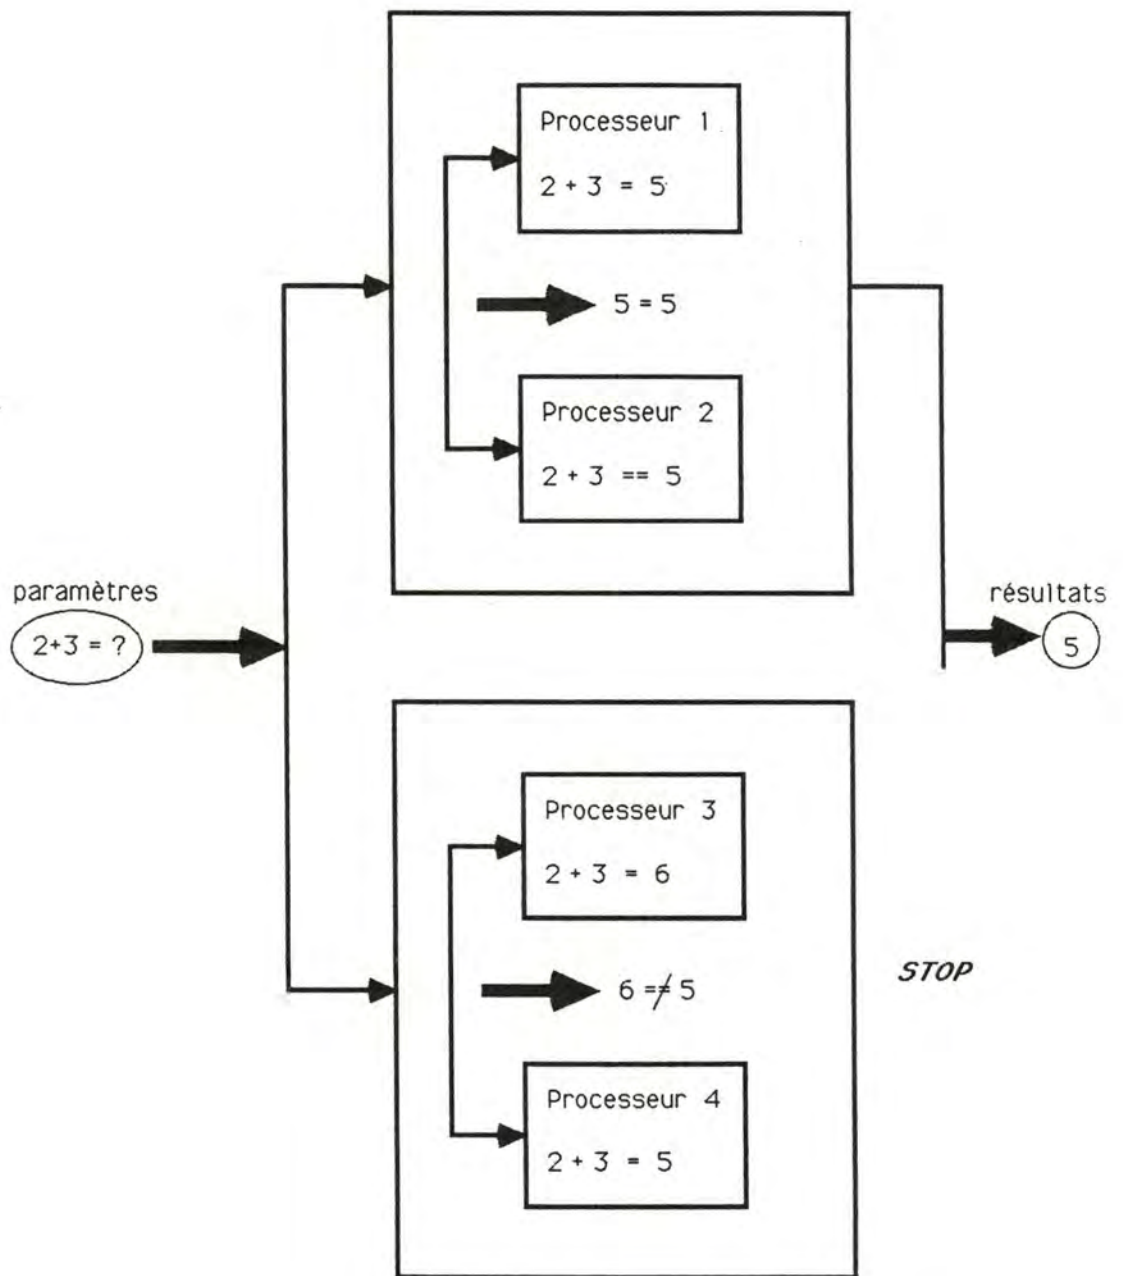 Processeur 1
2 + 3 = 5
5 = 5
Processeur 2
2 + 3 == 5
paramètres
2+3 = ?
résultats
5
Processeur 3
2 + 3 = 6
STOP
6 ≠ 5
Processeur 4
2 + 3 = 5